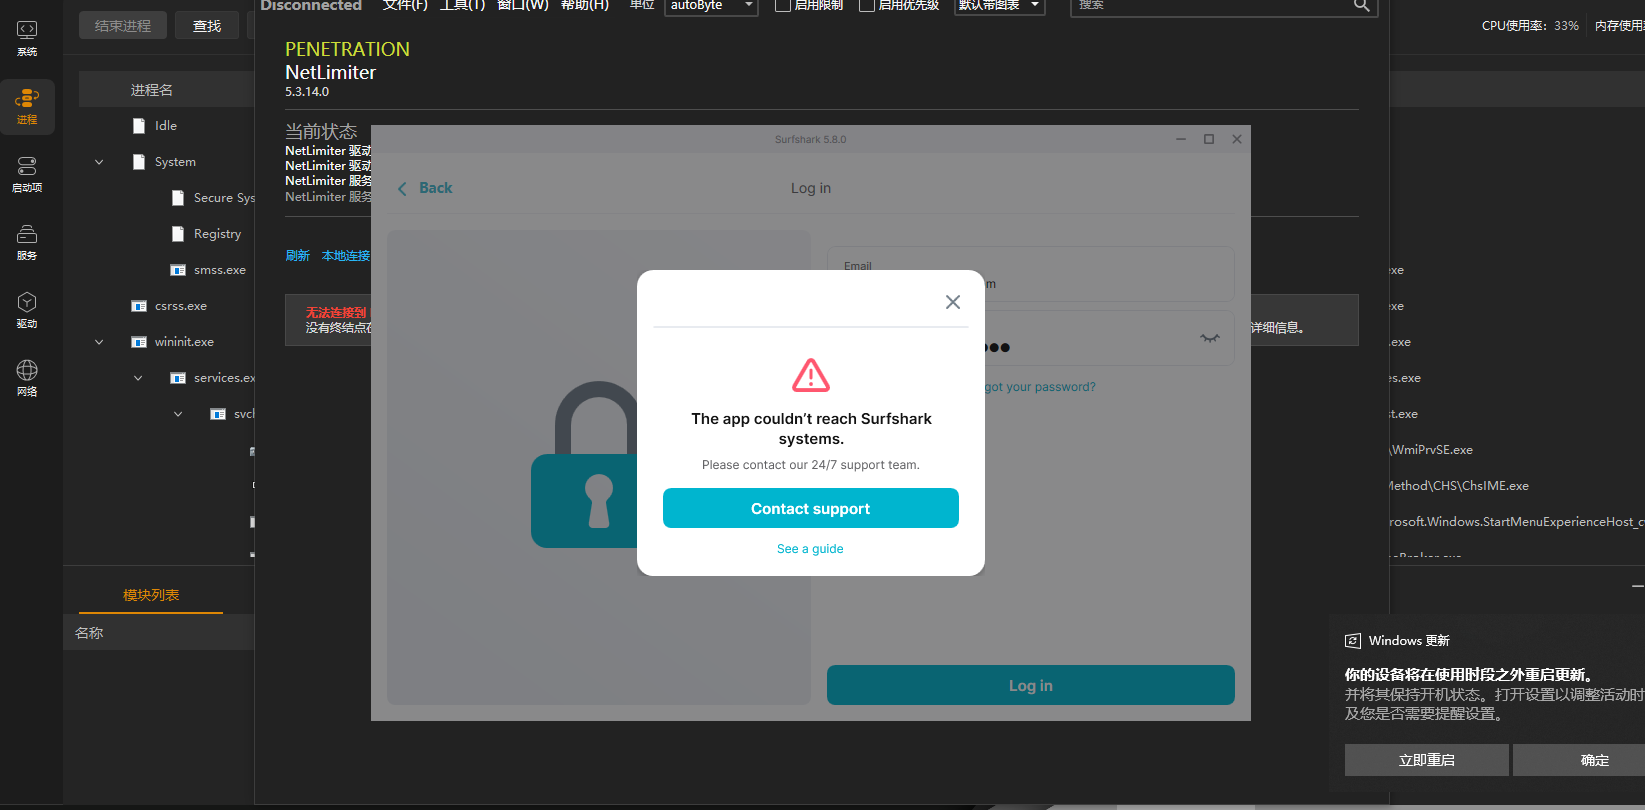 系统
进程
启动项
服务
驱动
网络
结束进程
查找
进程名
Idle
System
Secure Sys
Registry
smss.exe
csrss.exe
wininit.exe
services.ex
svch
模块列表
名称
Disconnected 文件(F) 工具(T) 窗口(W) 帮助(H) 单位 autoByte 启用限制 启用优先级 默认带图表 搜索
PENETRATION
NetLimiter
5.3.14.0
当前状态
NetLimiter 驱动
NetLimiter 驱动
NetLimiter 服务
NetLimiter 服务
刷新 本地连接
无法连接到
没有终结点在
详细信息。
Surfshark 5.8.0
Back
Log in
Email
m
got your password?
The app couldn’t reach Surfshark
systems.
Please contact our 24/7 support team.
Contact support
See a guide
Log in
CPU使用率: 33% 内存使用率
xe
xe
.exe
es.exe
st.exe
\WmiPrvSE.exe
Method\CHS\ChsIME.exe
rosoft.Windows.StartMenuExperienceHost_c
Windows 更新
你的设备将在使用时段之外重启更新。
并将其保持开机状态。打开设置以调整活动时
及您是否需要提醒设置。
立即重启
确定